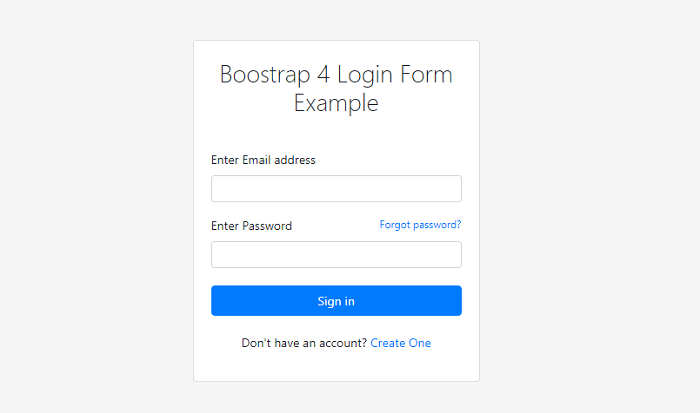 Boostrap 4 Login Form
Example
Enter Email address
Enter Password
Forgot password?
Sign in
Don't have an account? Create One